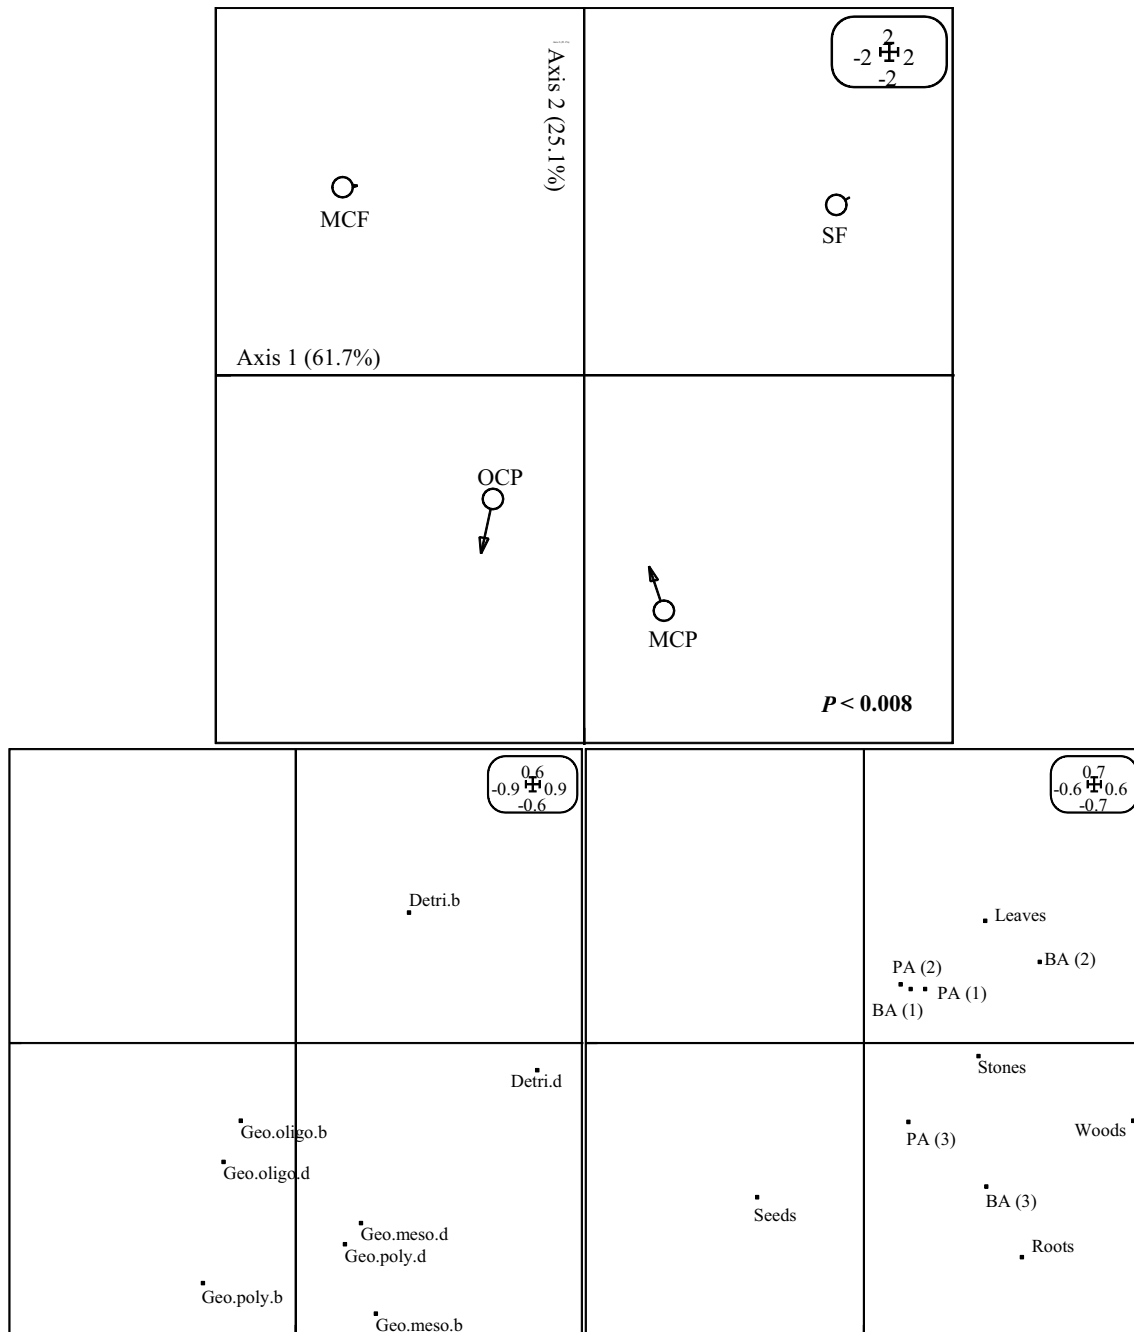 2
-2 2
-2
Axis 2 (25.1%)
MCF
SF
Axis 1 (61.7%)
OCP
MCP
P < 0.008
0.6
-0.9 0.9
-0.6
Detri.b
Detri.d
Geo.oligo.b
Geo.oligo.d
Geo.meso.d
Geo.poly.d
Geo.poly.b
Geo.meso.b
0.7
-0.6 0.6
-0.7
Leaves
BA (2)
PA (2)
PA (1)
BA (1)
Stones
Woods
PA (3)
BA (3)
Seeds
Roots